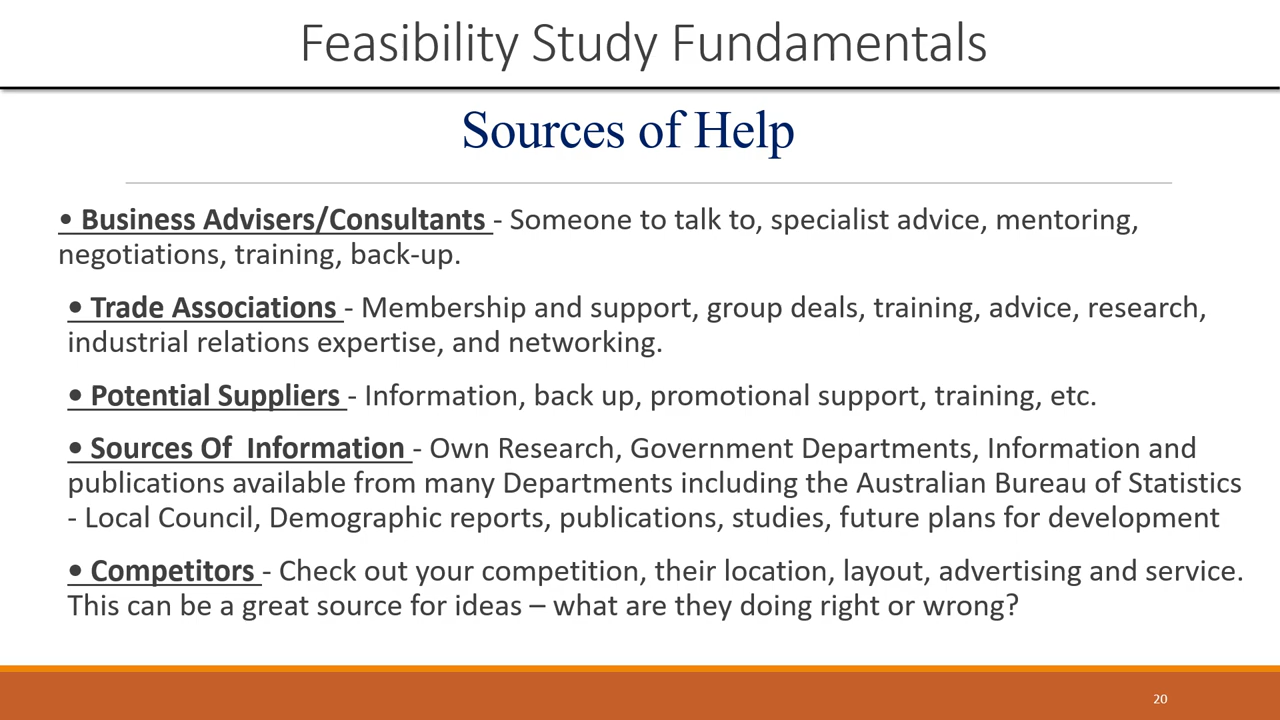 Feasibility Study Fundamentals
Sources of Help
• Business Advisers/Consultants - Someone to talk to, specialist advice, mentoring,
negotiations, training, back-up.
• Trade Associations - Membership and support, group deals, training, advice, research,
industrial relations expertise, and networking.
• Potential Suppliers - Information, back up, promotional support, training, etc.
• Sources Of  Information - Own Research, Government Departments, Information and
publications available from many Departments including the Australian Bureau of Statistics
- Local Council, Demographic reports, publications, studies, future plans for development
• Competitors - Check out your competition, their location, layout, advertising and service.
This can be a great source for ideas – what are they doing right or wrong?
20